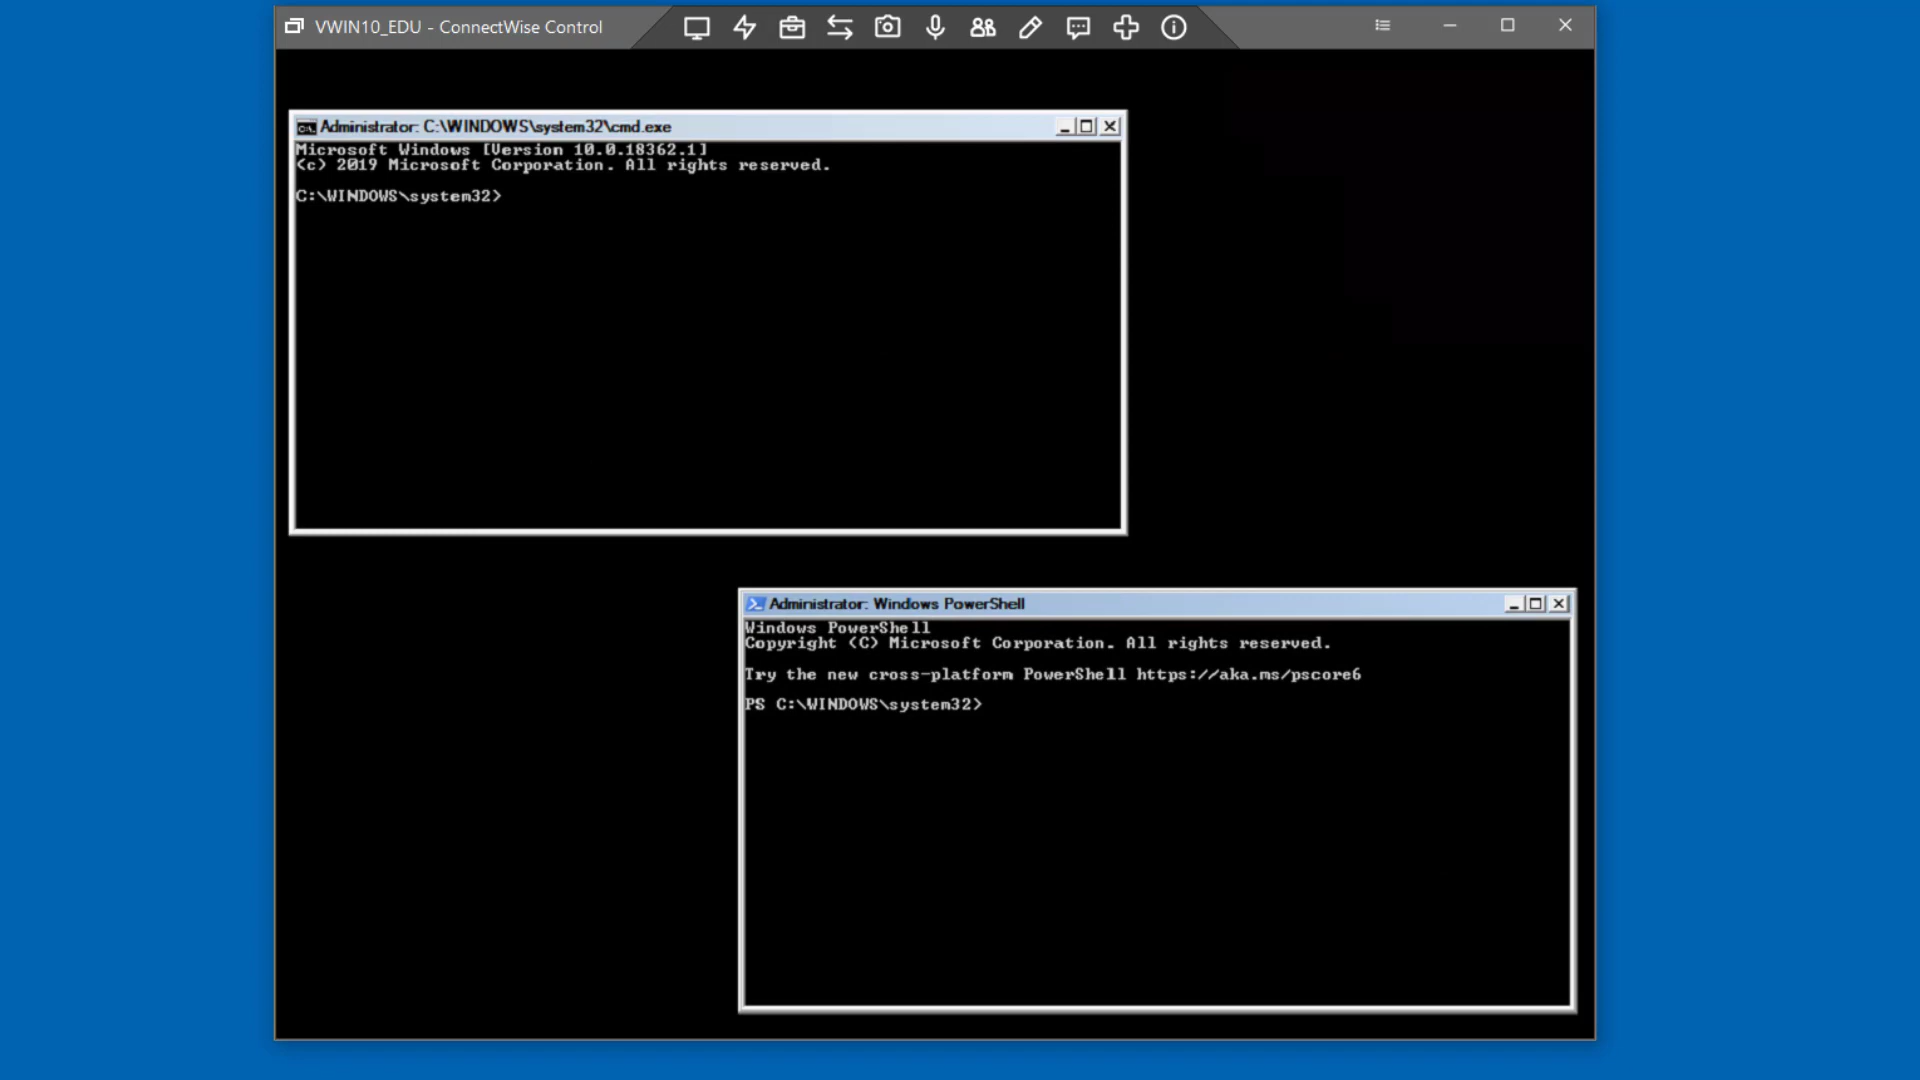 VWIN10_EDU - ConnectWise Control
Administrator: C:\WINDOWS\system32\cmd.exe
Microsoft Windows [Version 10.0.18362.1]
(c) 2019 Microsoft Corporation. All rights reserved.
C:\WINDOWS\system32>
Administrator: Windows PowerShell
Windows PowerShell
Copyright (C) Microsoft Corporation. All rights reserved.
Try the new cross-platform PowerShell https://aka.ms/pscore6
PS C:\WINDOWS\system32>